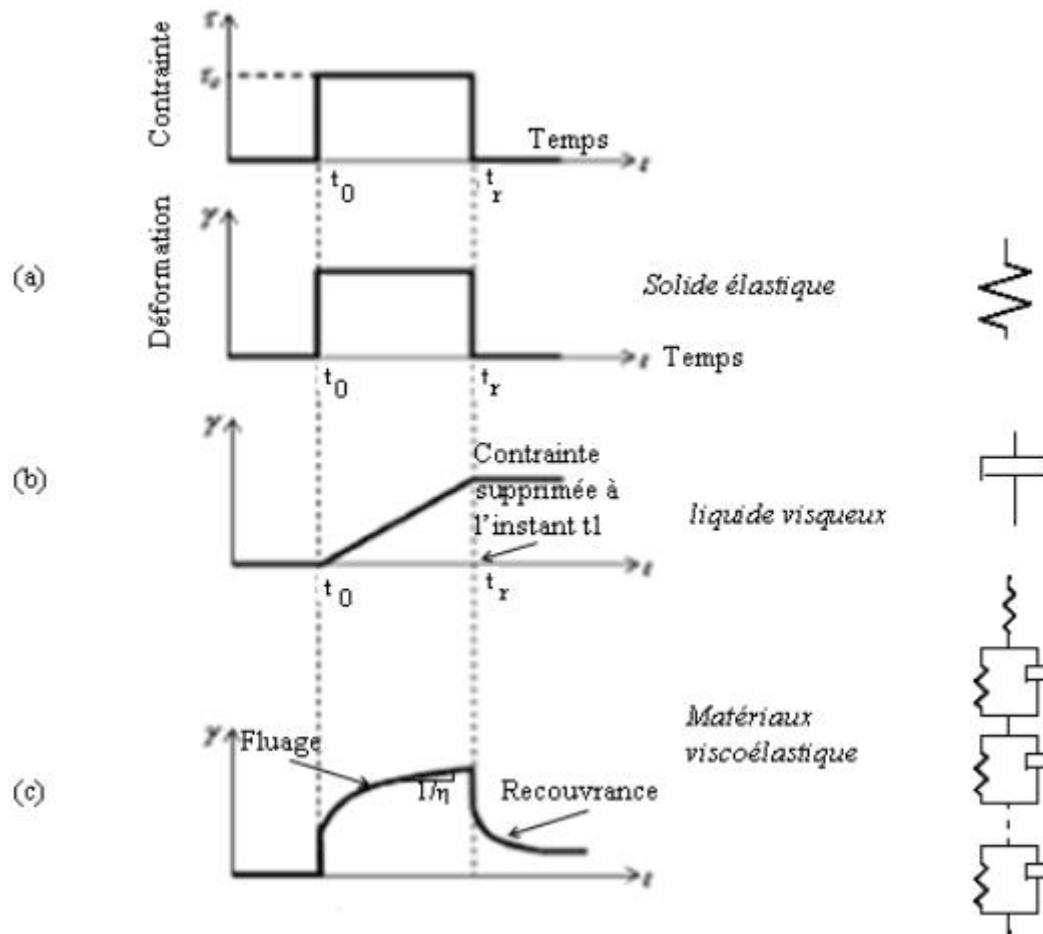 Contrainte
τ
τ₀
Temps
t
t0
tr
Déformation
γ
(a)
Solide élastique
t
Temps
t0
tr
γ
(b)
Contrainte
supprimée à
l'instant t1
liquide visqueux
t
t0
tr
Matériaux
viscoélastique
γ
Fluage
(c)
1/η
Recouvrance
t